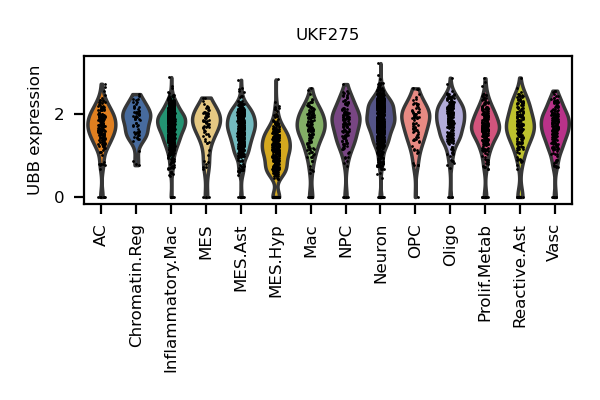 UKF275
UBB expression
2
0
AC
Chromatin.Reg
Inflammatory.Mac
MES
MES.Ast
MES.Hyp
Mac
NPC
Neuron
OPC
Oligo
Prolif.Metab
Reactive.Ast
Vasc